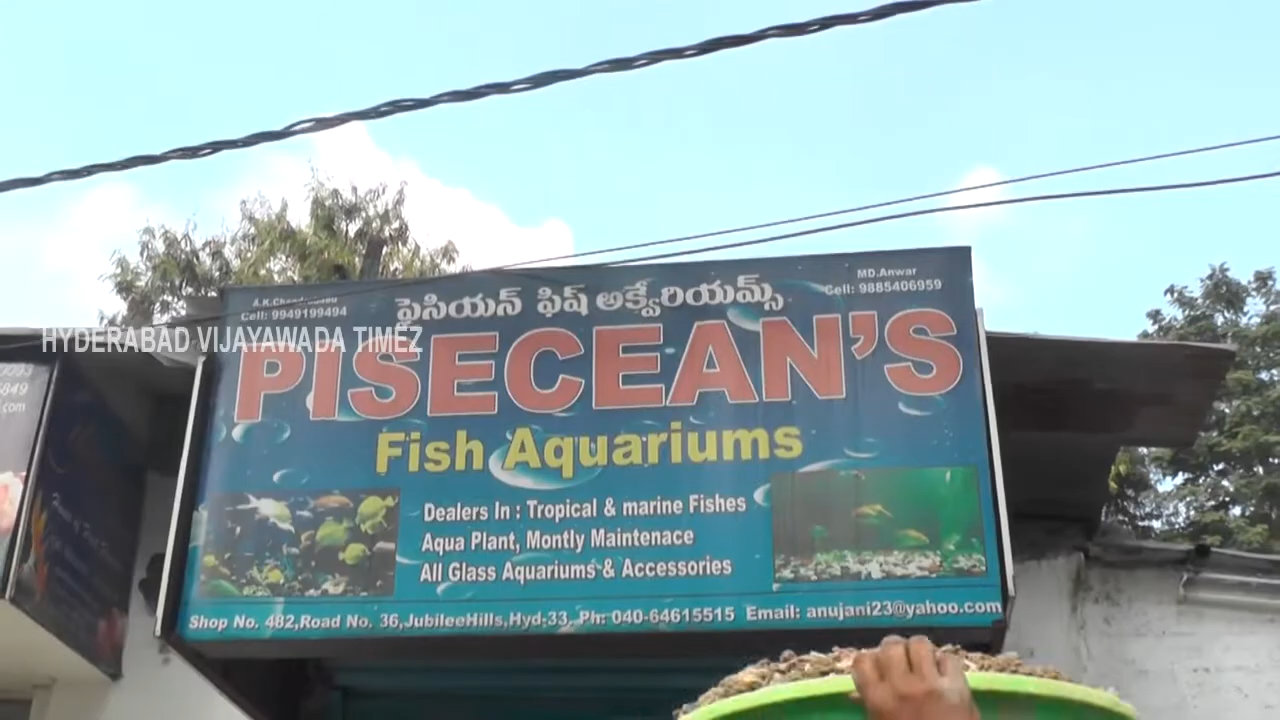 MD.Anwar
Cell: 9949199494
Cell: 9885406959
ఫైసియన్ ఫిష్ అక్వేరియమ్స్
HYDERABAD VIJAYAWADA TIMEZ
PISECEAN'S
Fish Aquariums
Dealers In : Tropical & marine Fishes
Aqua Plant, Montly Maintenace
All Glass Aquariums & Accessories
Shop No. 482,Road No. 36,JubileeHills,Hyd-33. Ph: 040-64615515 Email: anujani23@yahoo.com
849
.com